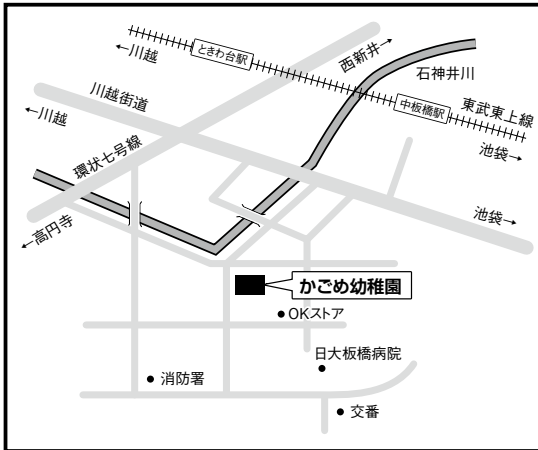 ←川越
ときわ台駅
西新井
石神井川
川越街道
←川越
中板橋駅
東武東上線
池袋→
環状七号線
←高円寺
池袋→
かごめ幼稚園
OKストア
日大板橋病院
消防署
交番